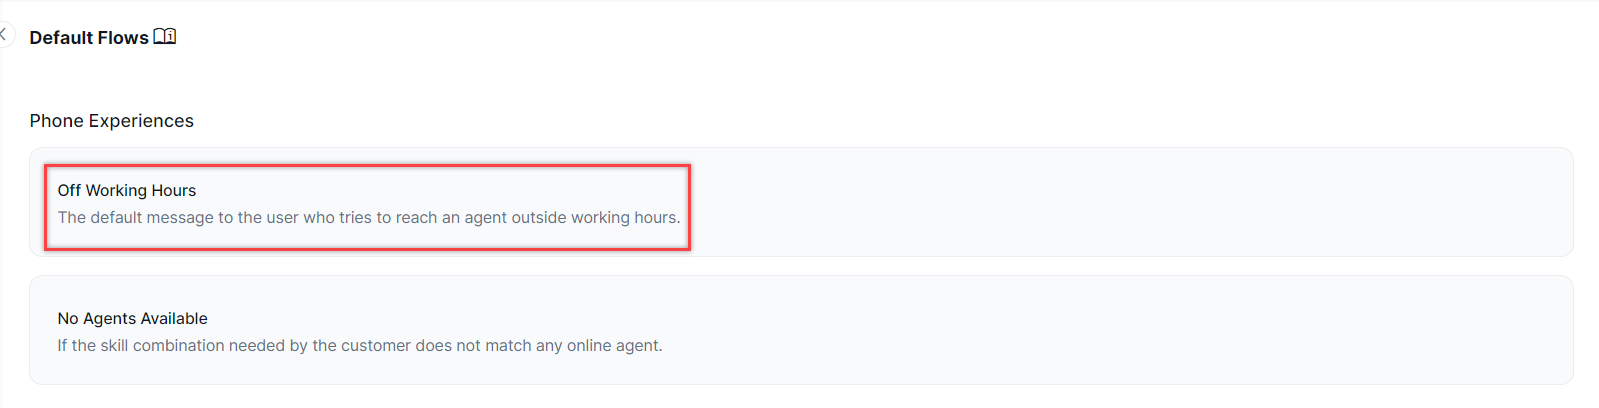 Default Flows
Phone Experiences
Off Working Hours
The default message to the user who tries to reach an agent outside working hours.
No Agents Available
If the skill combination needed by the customer does not match any online agent.